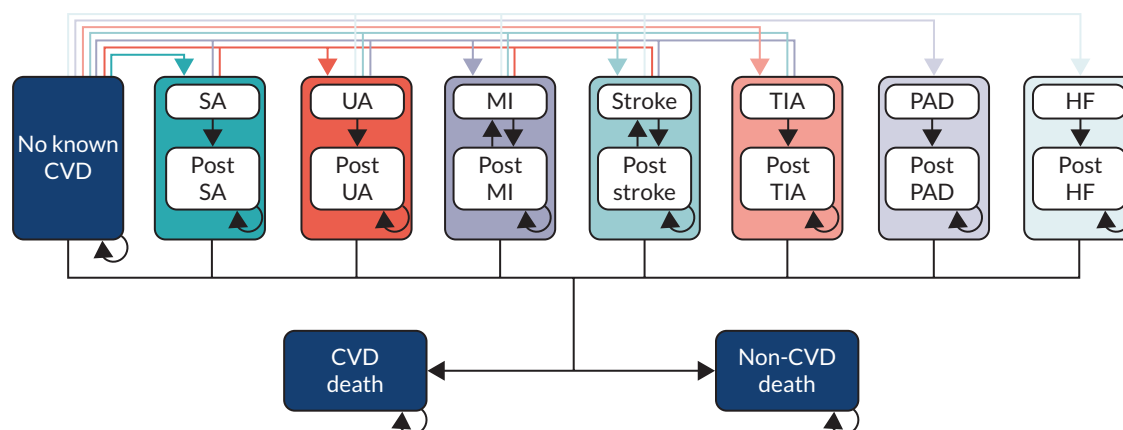 No known
CVD
SA
Post
SA
UA
Post
UA
MI
Post
MI
Stroke
Post
stroke
TIA
Post
TIA
PAD
Post
PAD
HF
Post
HF
CVD
death
Non-CVD
death